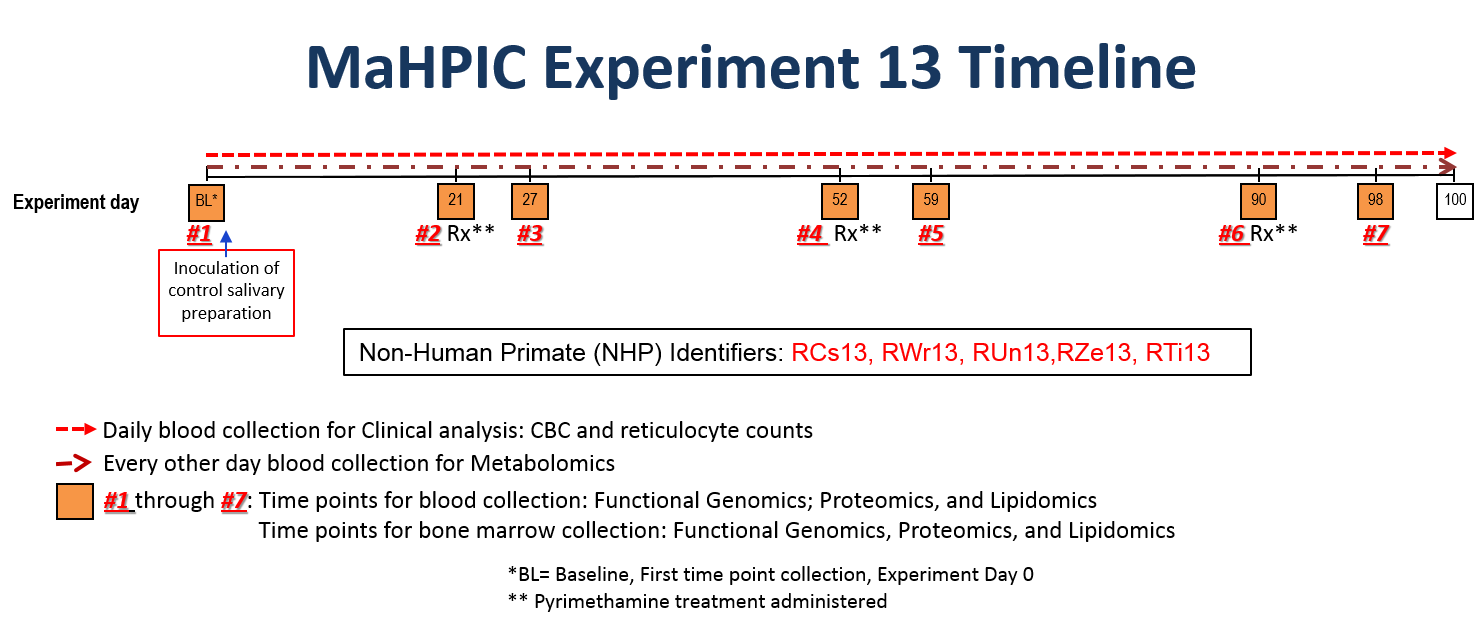 MaHPIC Experiment 13 Timeline
Experiment day
BL* 21 27 52 59 90 98 100
#1 #2 Rx** #3 #4 Rx** #5 #6 Rx** #7
Inoculation of
control salivary
preparation
Non-Human Primate (NHP) Identifiers: RCs13, RWr13, RUn13,RZe13, RTi13
Daily blood collection for Clinical analysis: CBC and reticulocyte counts
Every other day blood collection for Metabolomics
#1 through #7: Time points for blood collection: Functional Genomics; Proteomics, and Lipidomics
Time points for bone marrow collection: Functional Genomics, Proteomics, and Lipidomics
*BL= Baseline, First time point collection, Experiment Day 0
** Pyrimethamine treatment administered